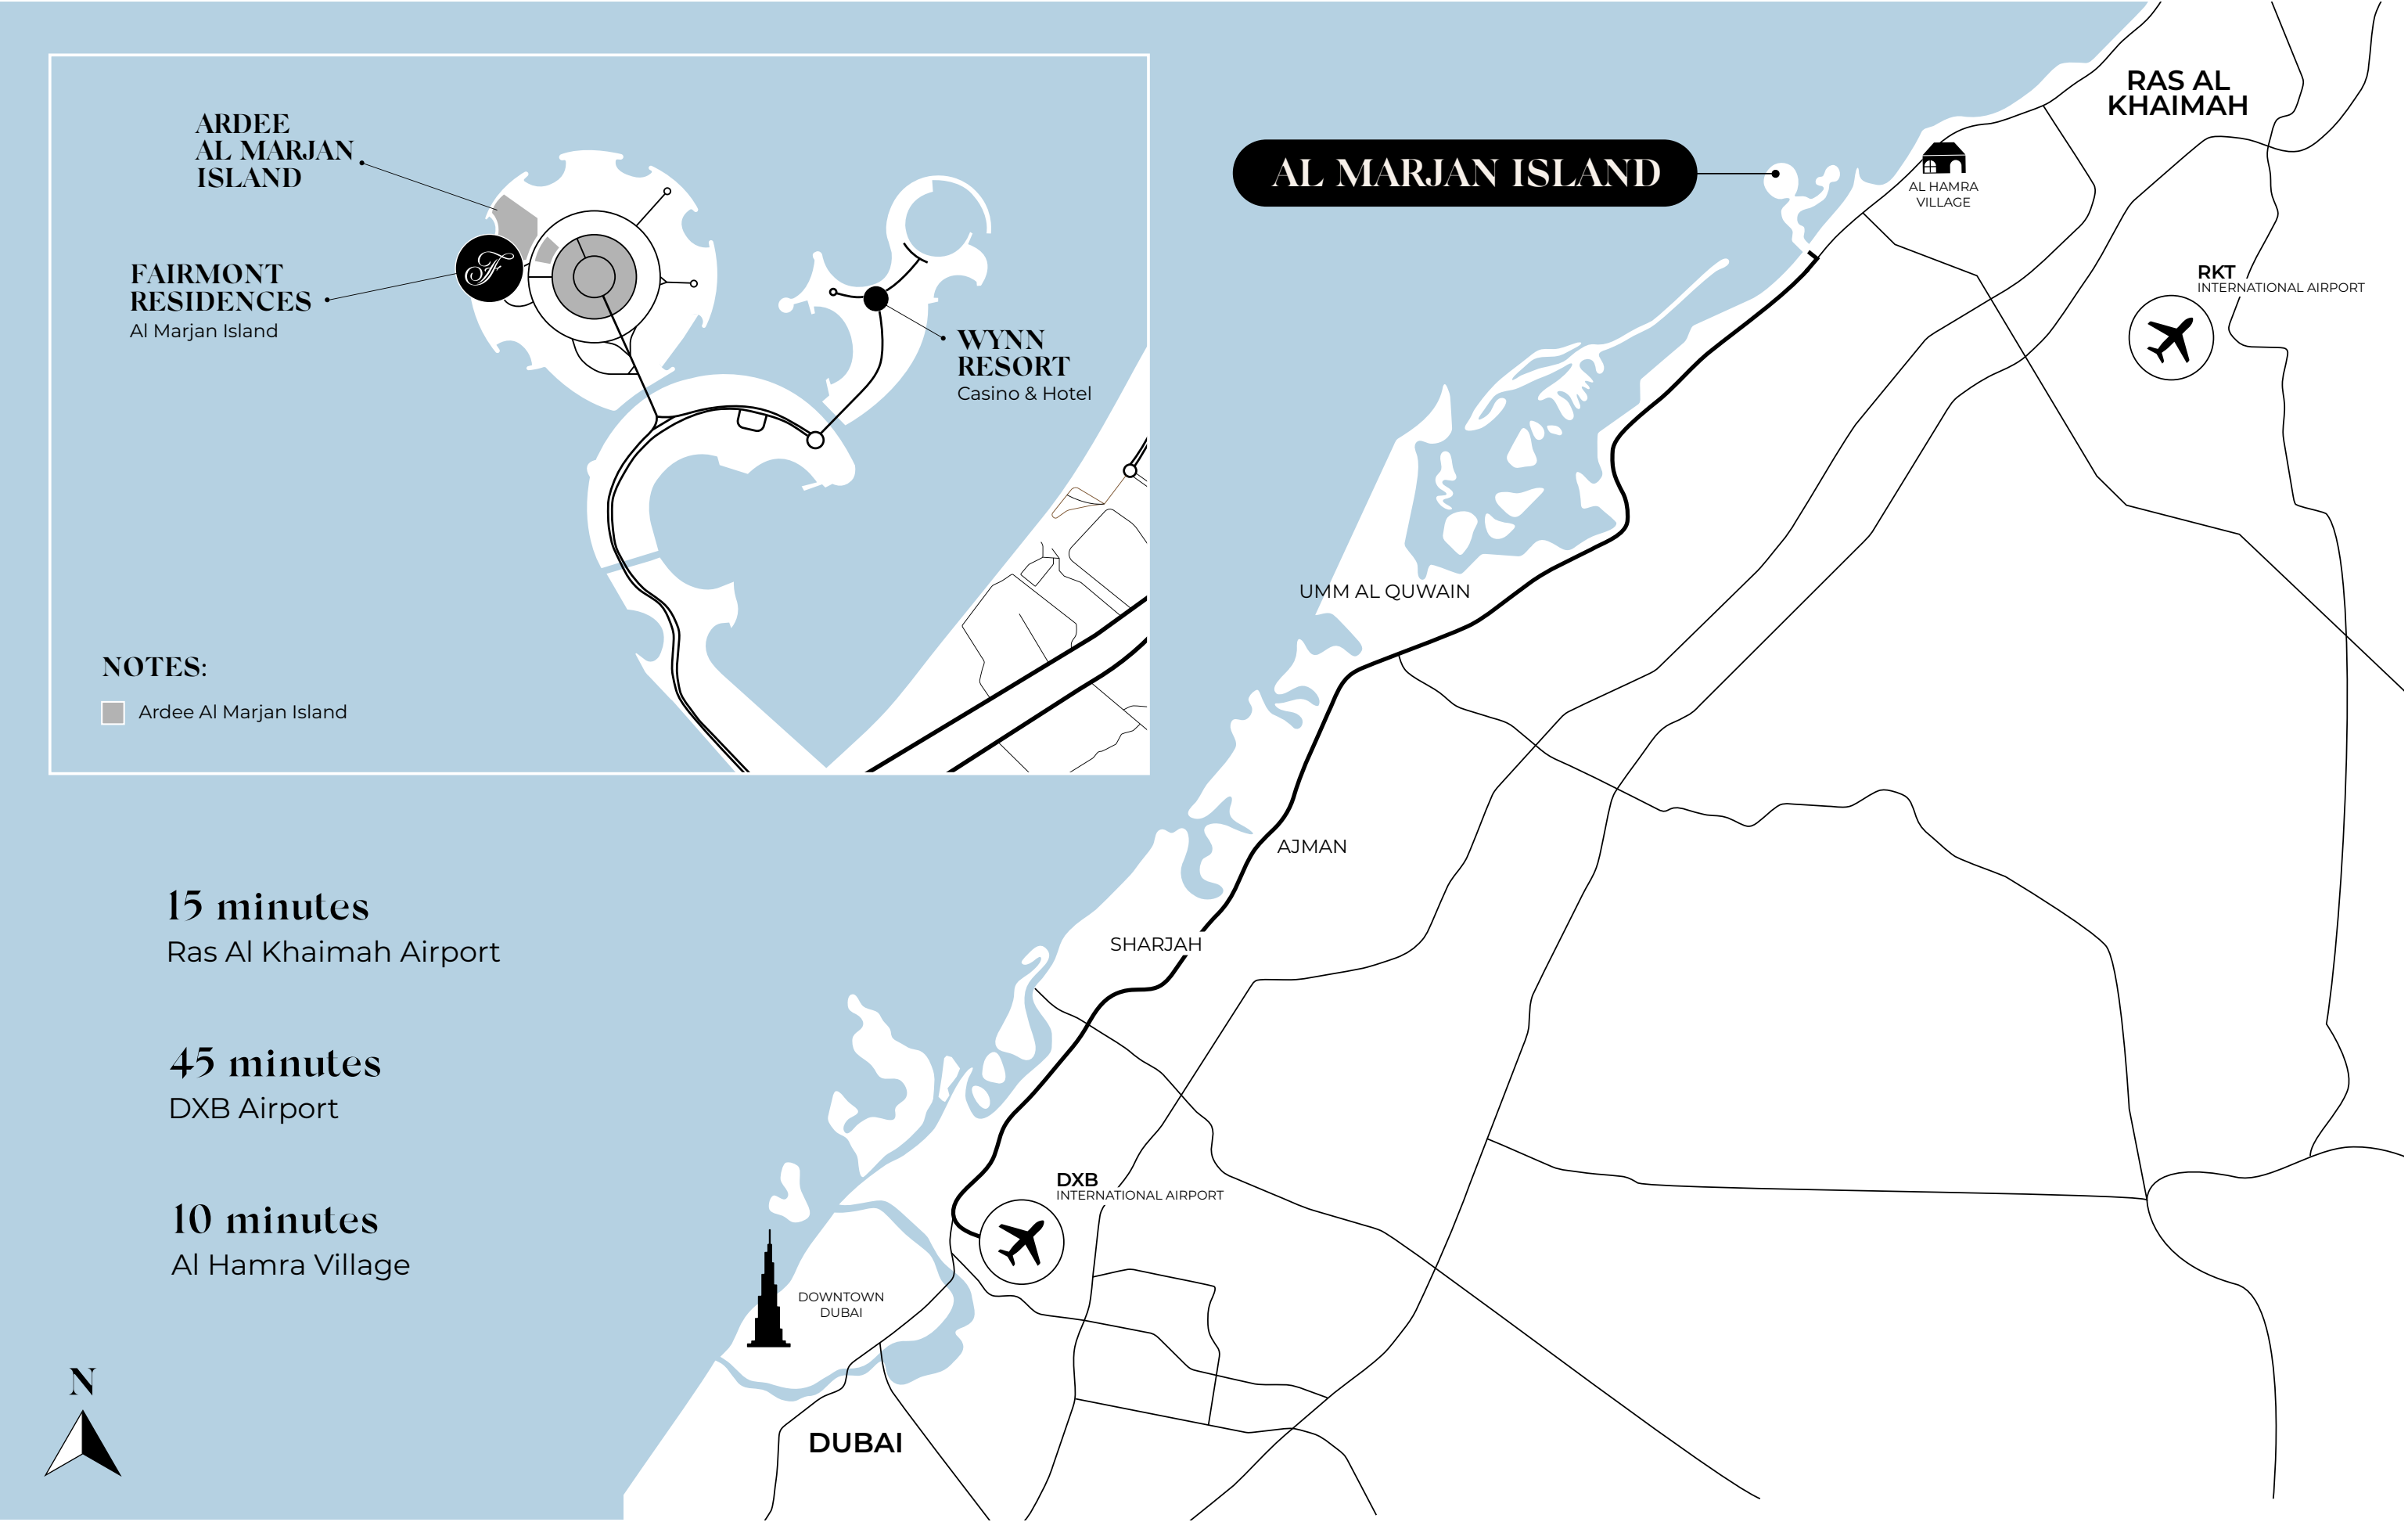 ARDEE
AL MARJAN
ISLAND
FAIRMONT
RESIDENCES
Al Marjan Island
F
WYNN
RESORT
Casino & Hotel
NOTES:
Ardee Al Marjan Island
AL MARJAN ISLAND
RAS AL
KHAIMAH
AL HAMRA
VILLAGE
RKT
INTERNATIONAL AIRPORT
UMM AL QUWAIN
AJMAN
SHARJAH
DXB
INTERNATIONAL AIRPORT
DOWNTOWN
DUBAI
DUBAI
15 minutes
Ras Al Khaimah Airport
45 minutes
DXB Airport
10 minutes
Al Hamra Village
N